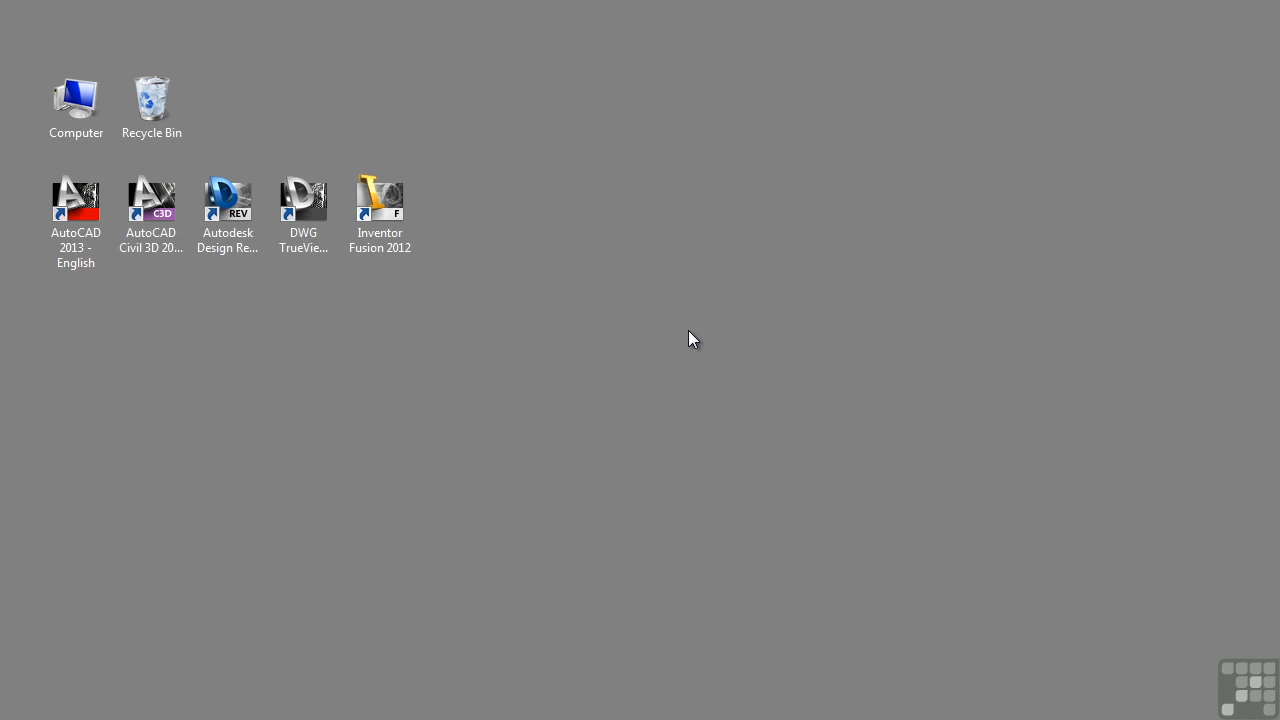 Computer
Recycle Bin
C3D
REV
F
AutoCAD 2013 - English
AutoCAD Civil 3D 20...
Autodesk Design Re...
DWG TrueVie...
Inventor Fusion 2012